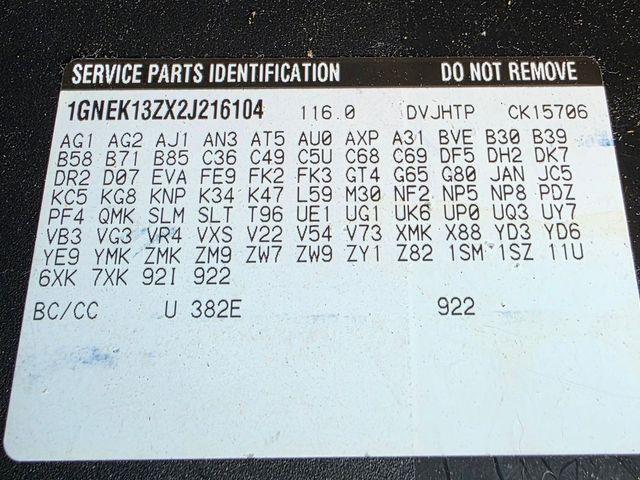 SERVICE PARTS IDENTIFICATION DO NOT REMOVE
1GNEK13ZX2J216104 116.0 DVJHTP CK15706
AG1 AG2 AJ1 AN3 AT5 AU0 AXP A31 BVE B30 B39
B58 B71 B85 C36 C49 C5U C68 C69 DF5 DH2 DK7
DR2 D07 EVA FE9 FK2 FK3 GT4 G65 G80 JAN JC5
KC5 KG8 KNP K34 K47 L59 M30 NF2 NP5 NP8 PDZ
PF4 QMK SLM SLT T96 UE1 UG1 UK6 UP0 UQ3 UY7
VB3 VG3 VR4 VXS V22 V54 V73 XMK X88 YD3 YD6
YE9 YMK ZMK ZM9 ZW7 ZW9 ZY1 Z82 1SM 1SZ 11U
6XK 7XK 92I 922
BC/CC U 382E 922